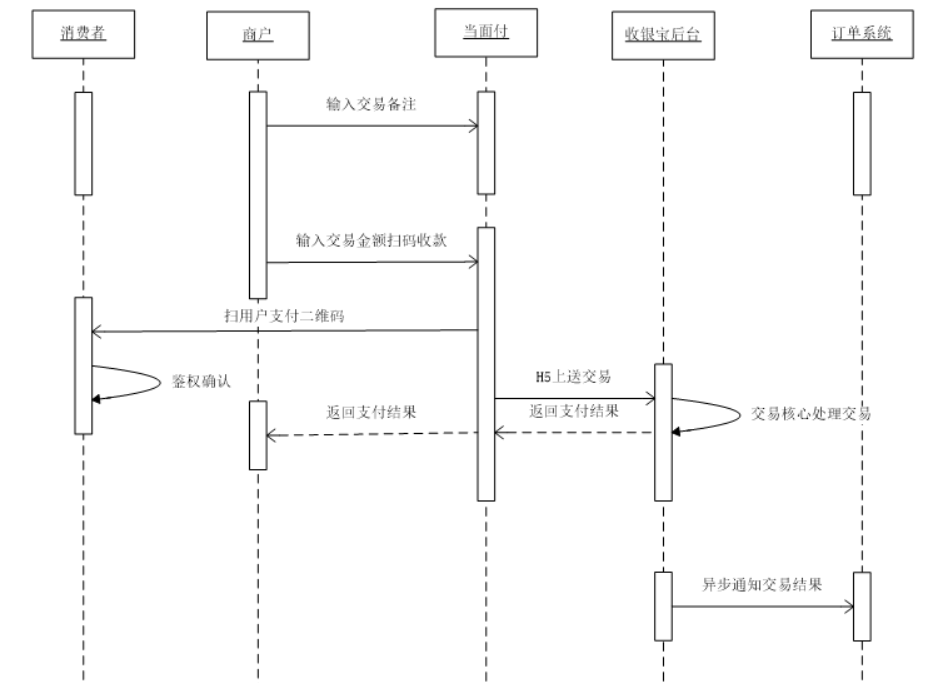 消费者
商户
当面付
收银宝后台
订单系统
输入交易备注
输入交易金额扫码收款
扫用户支付二维码
鉴权确认
H5上送交易
返回支付结果
返回支付结果
交易核心处理交易
异步通知交易结果